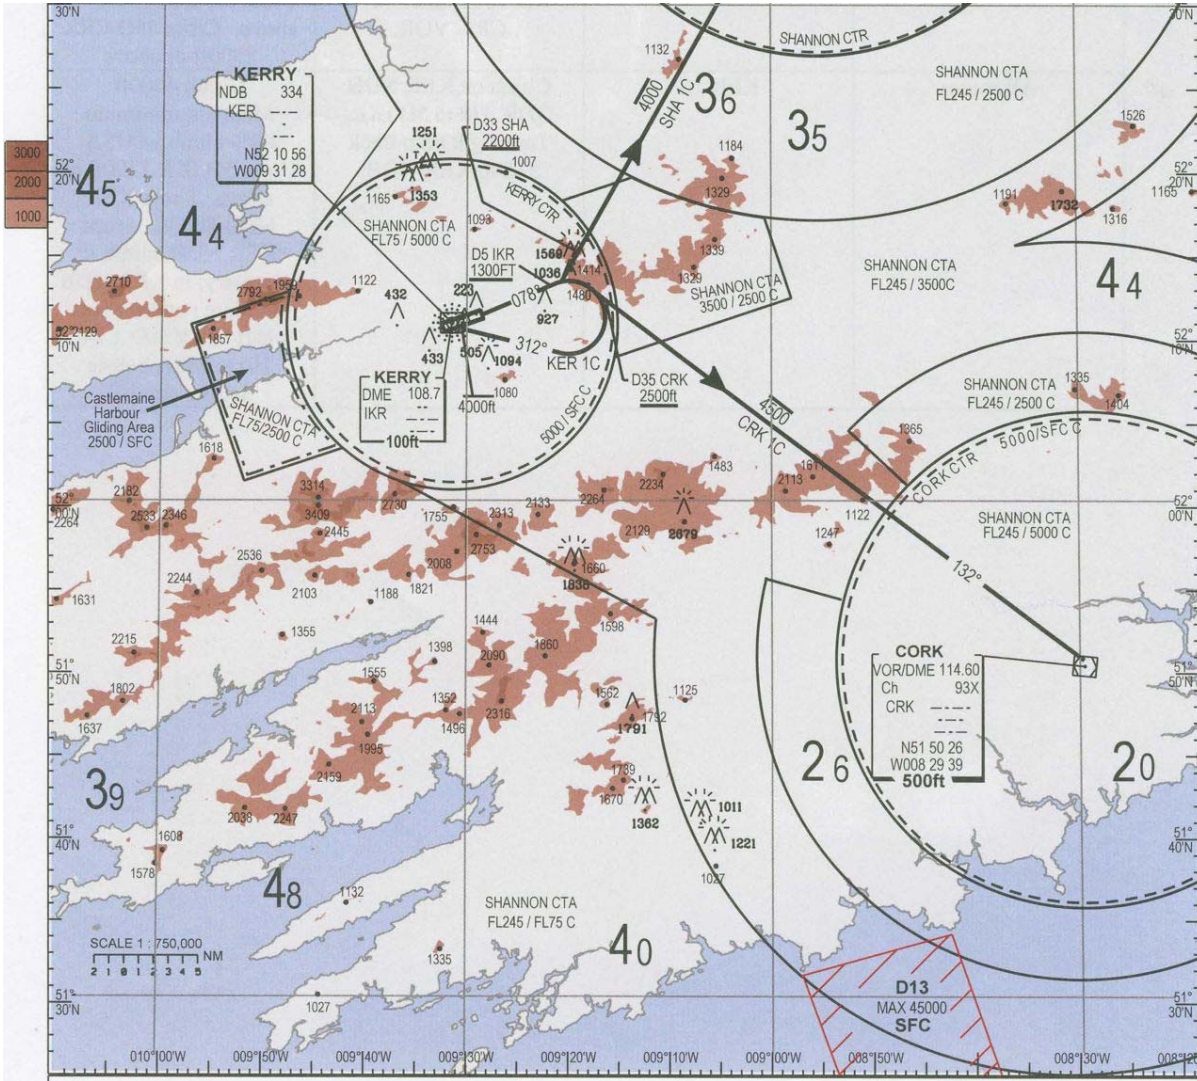 30'N
30'N
KERRY
NDB 334
KER
N52 10 56
W009 31 28
SHANNON CTR
SHANNON CTA
FL245 / 2500 C
1132
36
35
4000
SHA 1C
D33 SHA
2200ft
1007
1251
1353
1165
1184
1329
1526
1191
1732
1316
1165
3000
2000
1000
52°
20'N
52°
20'N
45
44
KERRY CTR
SHANNON CTA
FL75 / 5000 C
1093
D5 IKR
1300FT
1569
1036
1414
1480
1339
1329
SHANNON CTA
3500 / 2500 C
SHANNON CTA
FL245 / 3500C
44
2710
2792
1959
1122
432
223
078°
927
2129
1857
433
505
1094
312°
KER 1C
52°
10'N
52°
10'N
KERRY
DME 108.7
IKR
100ft
1080
4000ft
5000/SFC C
D35 CRK
2500ft
Castlemaine
Harbour
Gliding Area
2500 / SFC
SHANNON CTA
FL75/2500 C
4500
CRK 1C
SHANNON CTA
FL245 / 2500 C
1335
1404
5000/SFC C
CORK CTR
1618
1365
1483
2182
3314
3409
2730
2264
2234
2113
1122
52°
00'N
52°
00'N
2264
2533
2346
2445
1755
2313
2133
2129
2679
1247
SHANNON CTA
FL245 / 5000 C
2753
2008
2536
2244
2103
1821
1188
1660
1838
132°
1631
2215
1355
1444
1860
1598
1398
2090
51°
50'N
51°
50'N
CORK
VOR/DME 114.60
Ch 93X
CRK
N51 50 26
W008 29 39
500ft
1802
1637
1555
2113
1352
1496
2316
1562
1792
1791
1125
1995
2459
26
20
39
2038
2247
1739
1670
1362
1011
1221
1027
51°
40'N
51°
40'N
1608
1578
48
1132
SHANNON CTA
FL245 / FL75 C
40
SCALE 1 : 750,000
NM
2 1 0 1 2 3 4 5
1335
1027
D13
MAX 45000
SFC
51°
30'N
51°
30'N
010°00'W
009°50'W
009°40'W
009°30'W
009°20'W
009°10'W
009°00'W
008°50'W
008°30'W